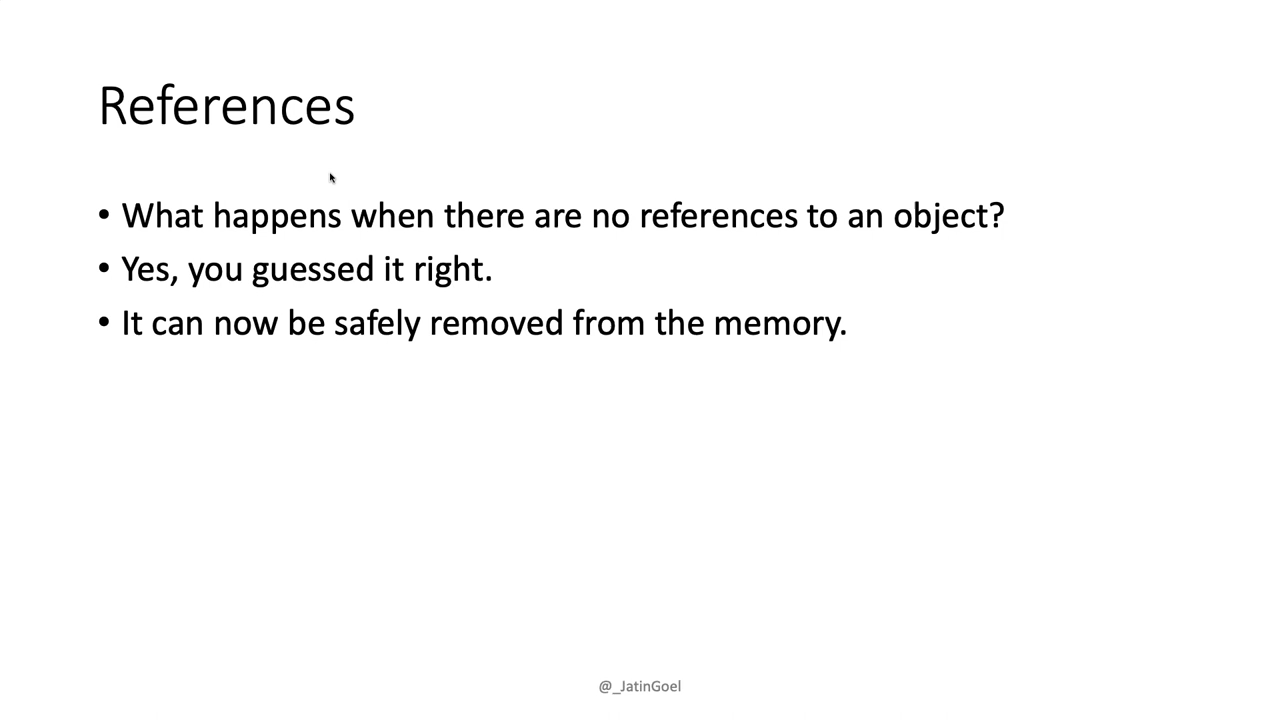 References
• What happens when there are no references to an object?
• Yes, you guessed it right.
• It can now be safely removed from the memory.
@_JatinGoel